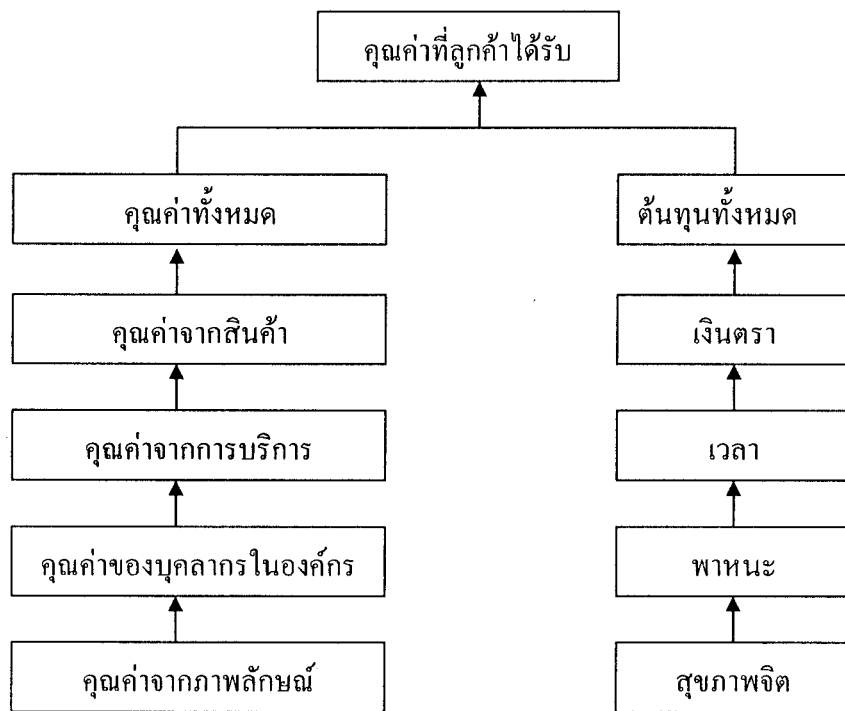 คุณค่าที่ลูกค้าได้รับ
คุณค่าทั้งหมด
ต้นทุนทั้งหมด
คุณค่าจากสินค้า
เงินตรา
คุณค่าจากการบริการ
เวลา
คุณค่าของบุคลากรในองค์กร
พาหนะ
คุณค่าจากภาพลักษณ์
สุขภาพจิต